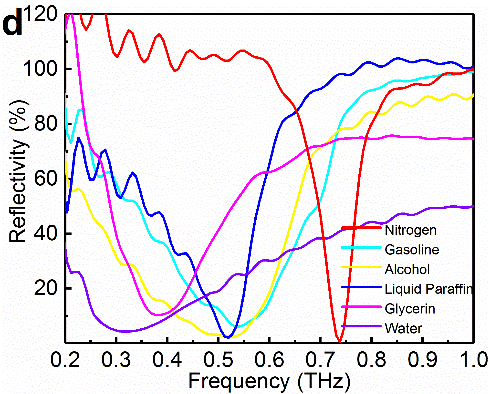 d
120
100
80
60
40
20
Reflectivity (%)
Nitrogen
Gasoline
Alcohol
Liquid Paraffin
Glycerin
Water
0.2 0.3 0.4 0.5 0.6 0.7 0.8 0.9 1.0
Frequency (THz)